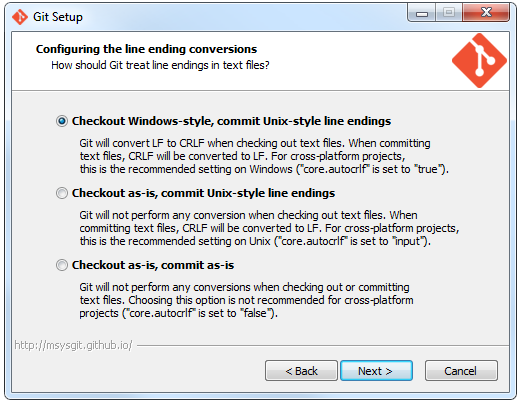 Git Setup
Configuring the line ending conversions
How should Git treat line endings in text files?
Checkout Windows-style, commit Unix-style line endings
Git will convert LF to CRLF when checking out text files. When committing
text files, CRLF will be converted to LF. For cross-platform projects,
this is the recommended setting on Windows ("core.autocrlf" is set to "true").
Checkout as-is, commit Unix-style line endings
Git will not perform any conversion when checking out text files. When
committing text files, CRLF will be converted to LF. For cross-platform projects,
this is the recommended setting on Unix ("core.autocrlf" is set to "input").
Checkout as-is, commit as-is
Git will not perform any conversions when checking out or committing
text files. Choosing this option is not recommended for cross-platform
projects ("core.autocrlf" is set to "false").
http://msysgit.github.io/
< Back Next > Cancel